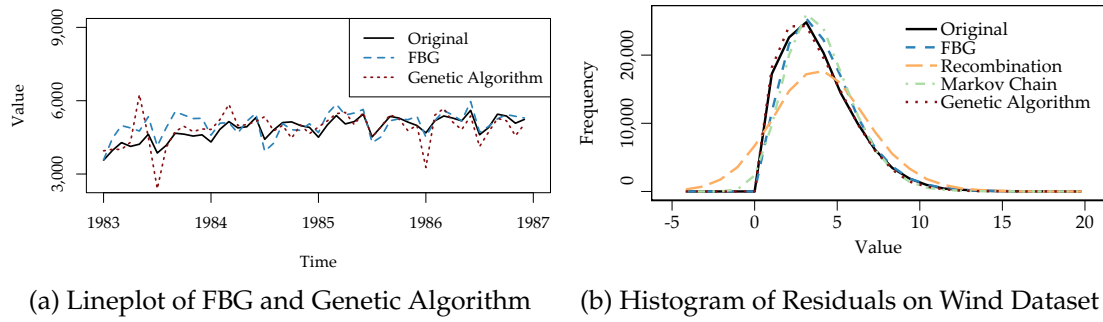 Value
9,000
6,000
3,000
Original
FBG
Genetic Algorithm
1983
1984
1985
1986
1987
Time
(a) Lineplot of FBG and Genetic Algorithm
Frequency
20,000
10,000
0
Original
FBG
Recombination
Markov Chain
Genetic Algorithm
-5
0
5
10
15
20
Value
(b) Histogram of Residuals on Wind Dataset